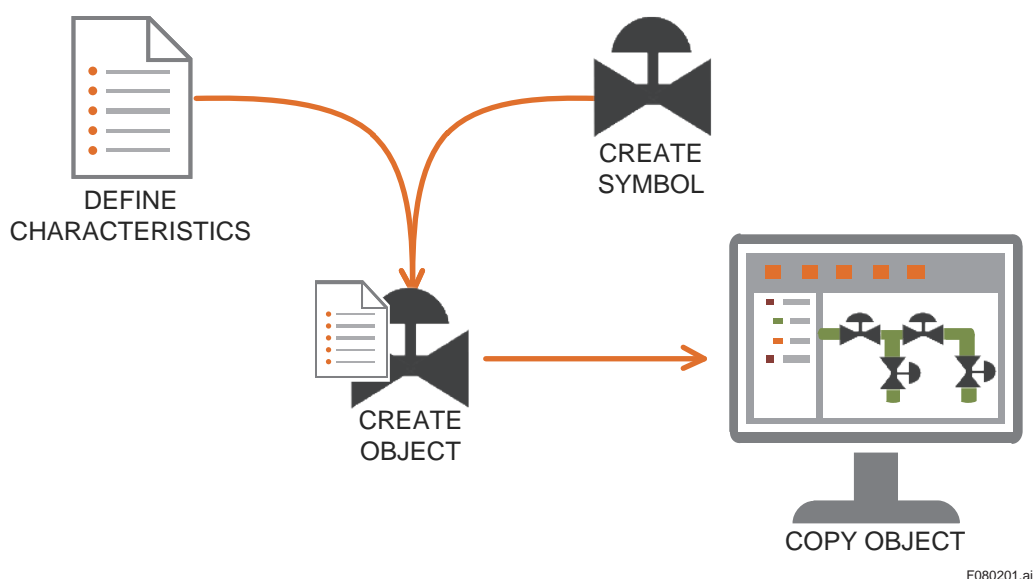 DEFINE
CHARACTERISTICS
CREATE
SYMBOL
CREATE
OBJECT
COPY OBJECT
F080201.ai